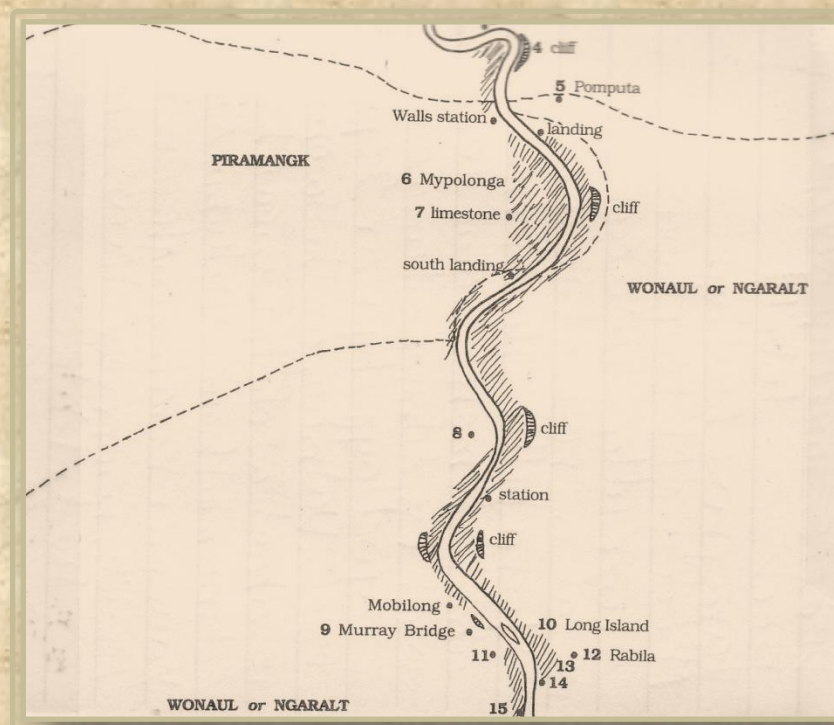 4 cliff
5 Pomputa
Walls station
landing
PIRAMANGK
6 Mypolonga
cliff
7 limestone
south landing
WONAUL or NGARALT
8
cliff
station
cliff
Mobilong
10 Long Island
9 Murray Bridge
11
12 Rabila
13
14
WONAUL or NGARALT
15